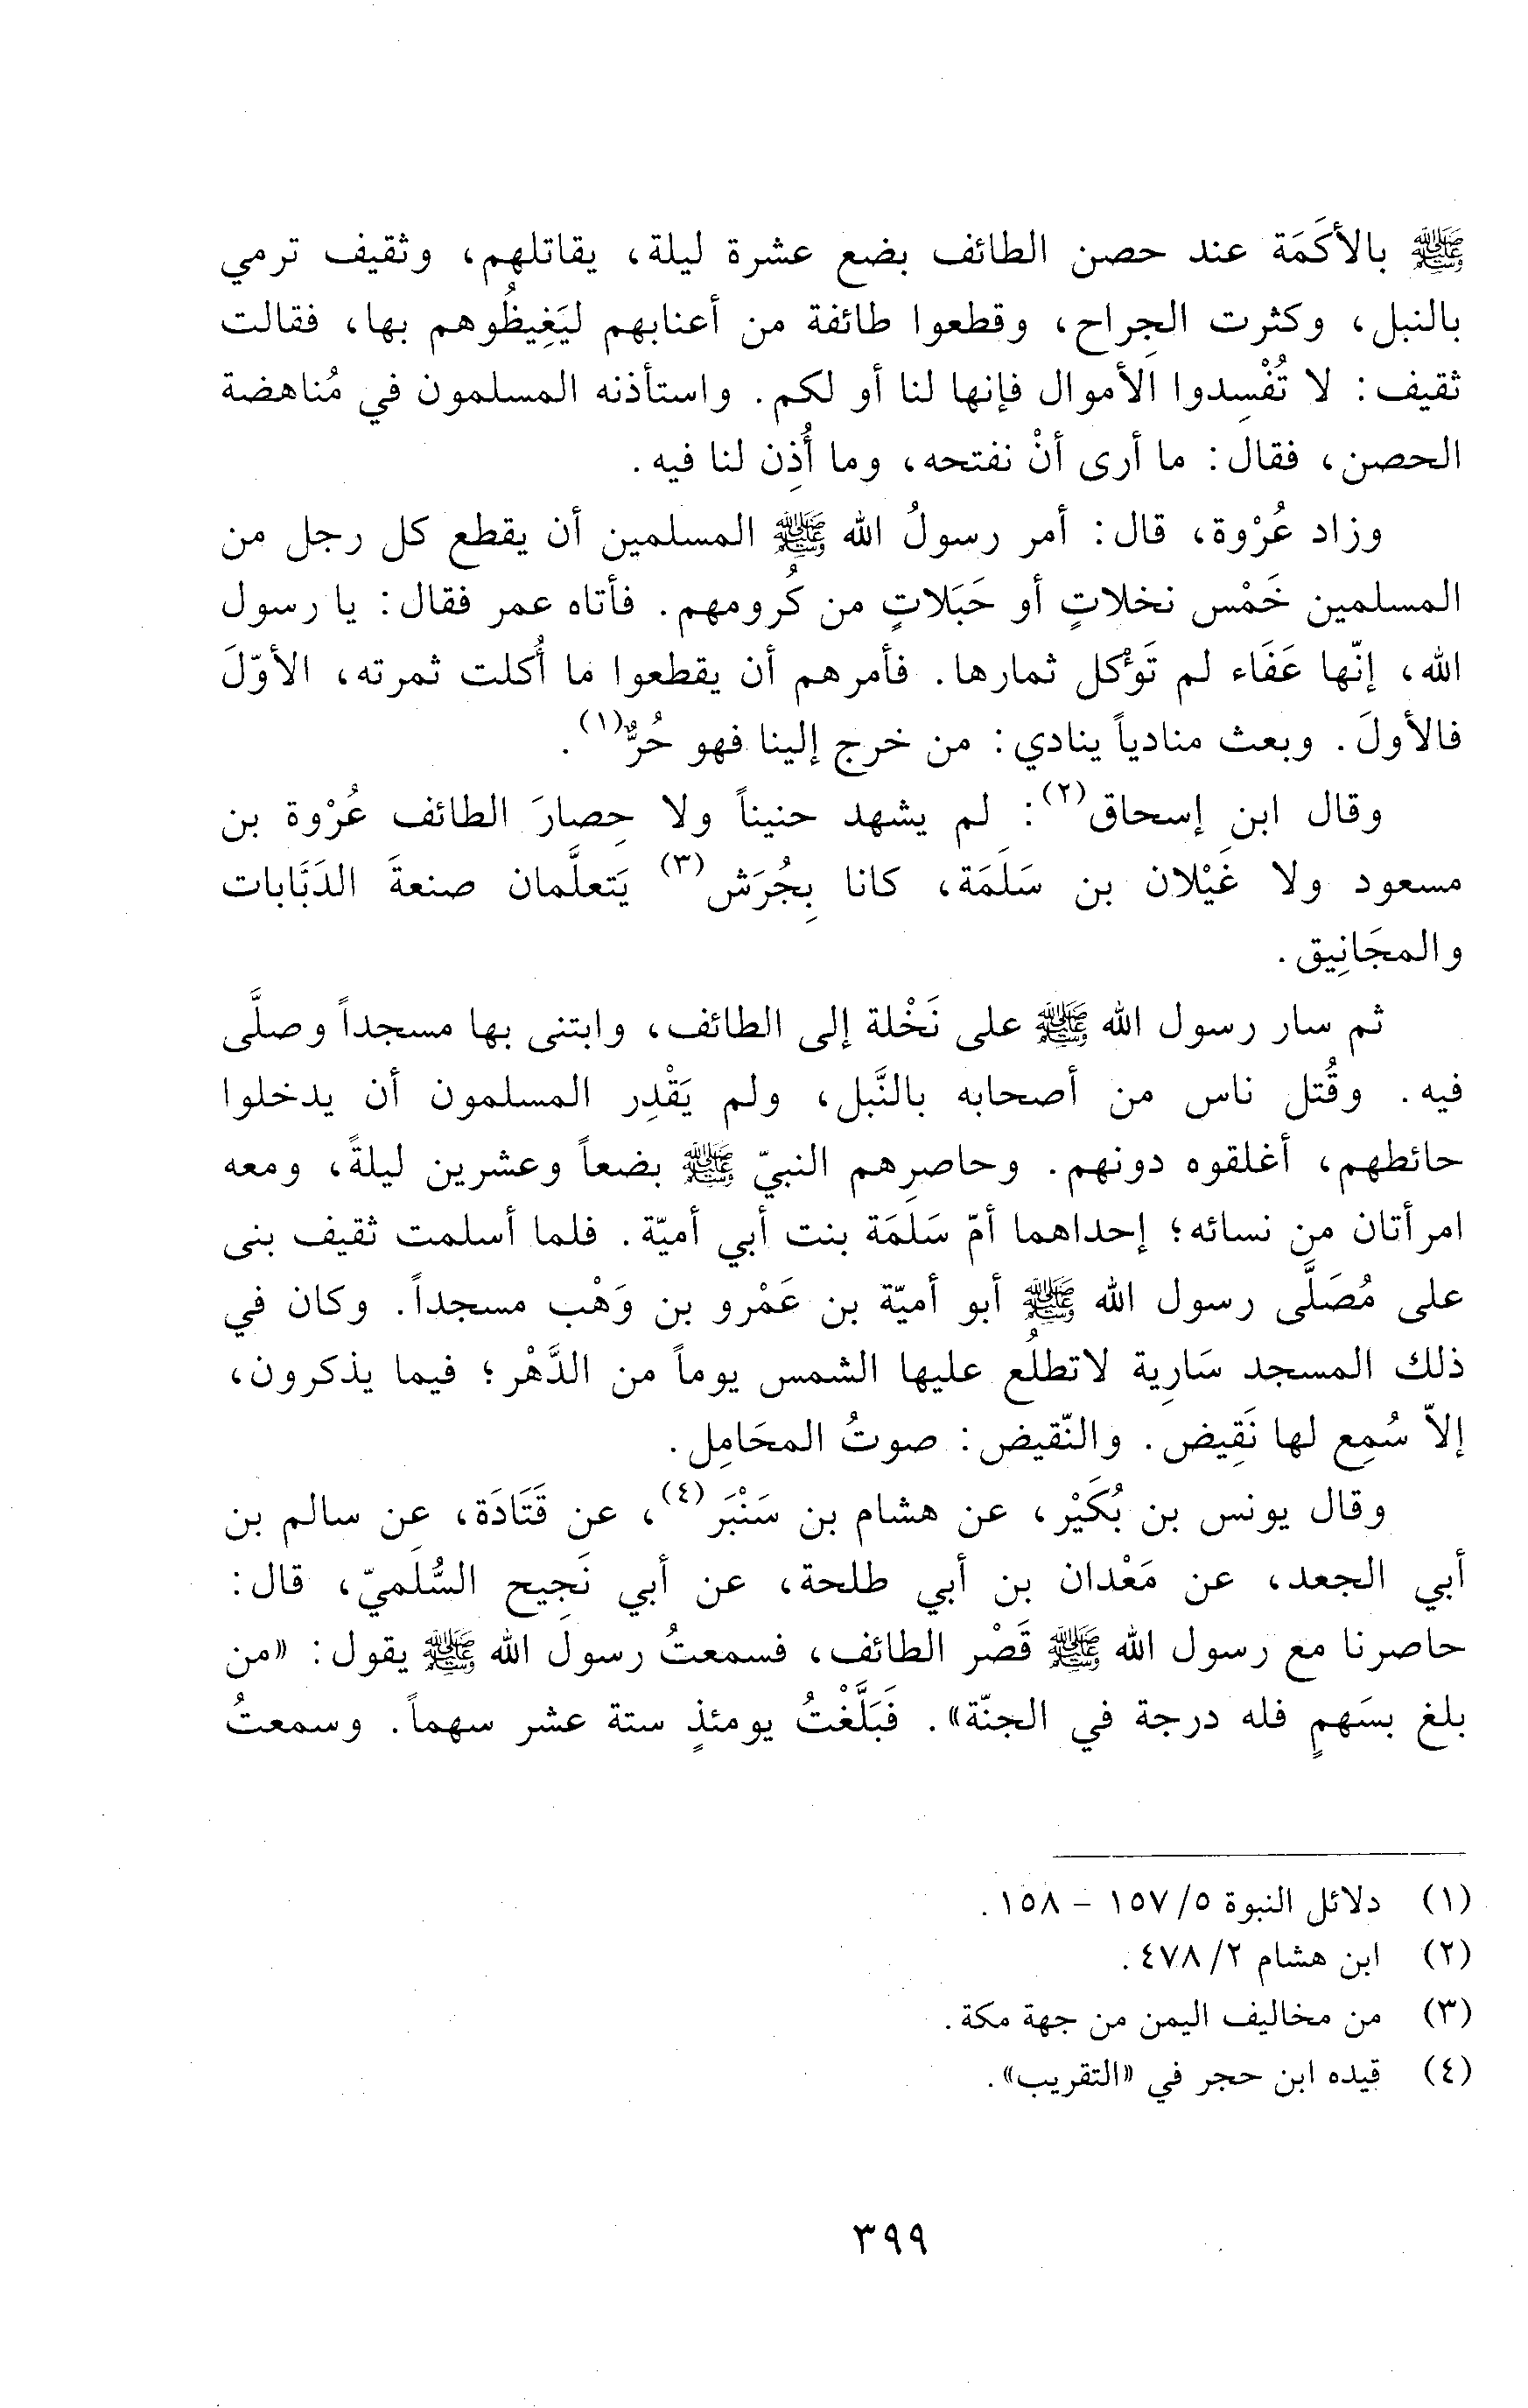 ﷺ بالأكَمَة عند حصن الطائف بضع عشرة ليلة، يقاتلهم، وثقيف ترمي
بالنبل، وكثرت الجِراح، وقطعوا طائفة من أعنابهم ليَغِيظُوهم بها، فقالت
ثقيف: لا تُفْسِدوا الأموال فإنها لنا أو لكم. واستأذنه المسلمون في مُناهضة
الحصن، فقال: ما أرى أنْ نفتحه، وما أُذِن لنا فيه.
وزاد عُرْوة، قال: أمر رسولُ الله ﷺ المسلمين أن يقطع كل رجل من
المسلمين خَمْس نخلاتٍ أو حَبَلاتٍ من كُرومهم. فأتاه عمر فقال: يا رسول
الله، إنّها عَفَاء لم تَؤْكل ثمارها. فأمرهم أن يقطعوا ما أُكلت ثمرته، الأوّلَ
فالأولَ. وبعث منادياً ينادي: من خرج إلينا فهو حُرٌّ(١).
وقال ابن إسحاق(٢): لم يشهد حنيناً ولا حِصارَ الطائف عُرْوة بن
مسعود ولا غَيْلان بن سَلَمَة، كانا بِجُرَش(٣) يَتعلَّمان صنعةَ الدَبَّابات
والمجَانِيق.
ثم سار رسول الله ﷺ على نَخْلة إلى الطائف، وابتنى بها مسجداً وصلَّى
فيه. وقُتل ناس من أصحابه بالنَّبل، ولم يَقْدِر المسلمون أن يدخلوا
حائطهم، أغلقوه دونهم. وحاصرهم النبيّ ﷺ بضعاً وعشرين ليلةً، ومعه
امرأتان من نسائه؛ إحداهما أمّ سَلَمَة بنت أبي أميّة. فلما أسلمت ثقيف بنى
على مُصَلَّى رسول الله ﷺ أبو أميّة بن عَمْرو بن وَهْب مسجداً. وكان في
ذلك المسجد سَارِية لاتطلُع عليها الشمس يوماً من الدَّهْر؛ فيما يذكرون،
إلاّ سُمِع لها نَقِيض. والنّقيض: صوتُ المحَامِل.
وقال يونس بن بُكَيْر، عن هشام بن سَنْبَر(٤)، عن قَتَادَة، عن سالم بن
أبي الجعد، عن مَعْدان بن أبي طلحة، عن أبي نَجِيح السُّلَميّ، قال:
حاصرنا مع رسول الله ﷺ قَصْر الطائف، فسمعتُ رسولَ الله ﷺ يقول: «من
بلغ بسَهمٍ فله درجة في الجنّة». فَبَلَّغْتُ يومئذٍ ستة عشر سهماً. وسمعتُ
(١) دلائل النبوة ٥/ ١٥٧ – ١٥٨.
(٢) ابن هشام ٢/ ٤٧٨.
(٣) من مخاليف اليمن من جهة مكة.
(٤) قيده ابن حجر في «التقريب».
٣٩٩